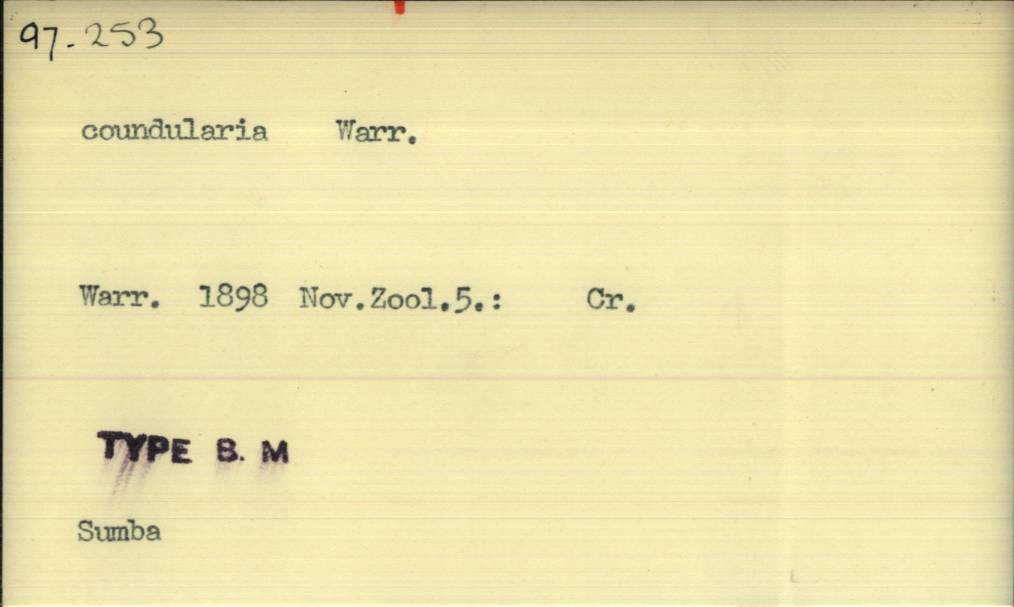 97-253
coundularia Warr.
Warr. 1898 Nov.Zool.5.: Cr.
TYPE B. M
Sumba